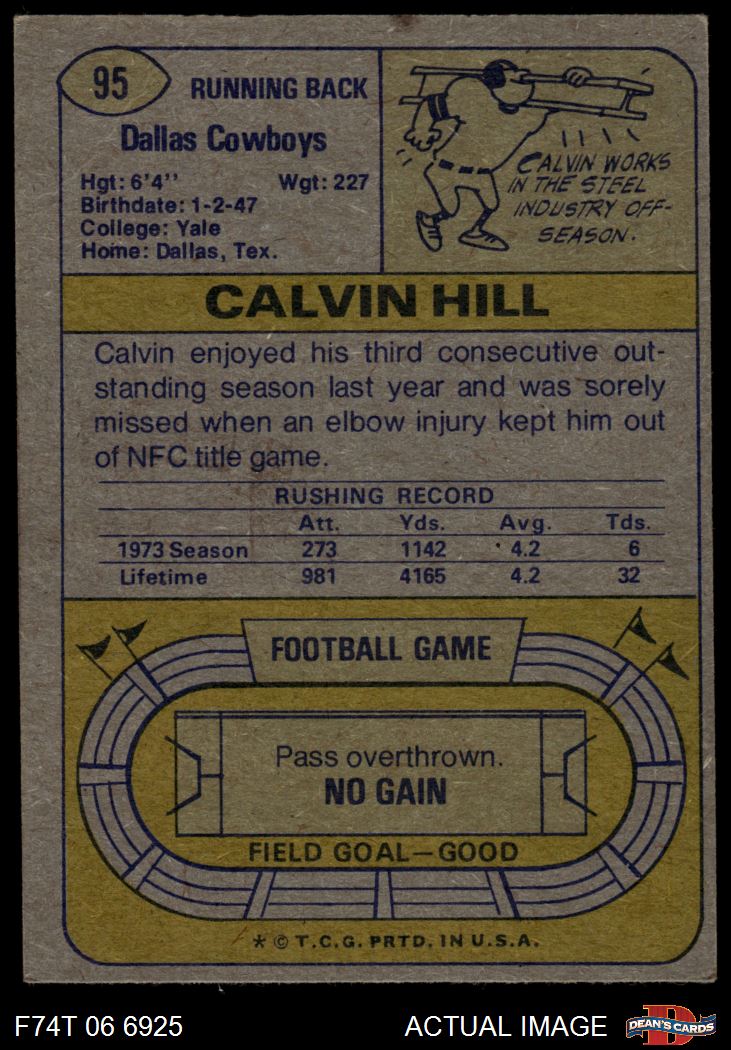 95
RUNNING BACK
Dallas Cowboys
Hgt: 6'4" Wgt: 227
Birthdate: 1-2-47
College: Yale
Home: Dallas, Tex.
CALVIN WORKS
IN THE STEEL
INDUSTRY OFF-
SEASON.
CALVIN HILL
Calvin enjoyed his third consecutive out-
standing season last year and was sorely
missed when an elbow injury kept him out
of NFC title game.
RUSHING RECORD
Att. Yds. Avg. Tds.
1973 Season 273 1142 4.2 6
Lifetime 981 4165 4.2 32
FOOTBALL GAME
Pass overthrown.
NO GAIN
FIELD GOAL—GOOD
* © T.C.G. PRTD. IN U.S.A.
F74T 06 6925 ACTUAL IMAGE
D
DEAN'S CARDS